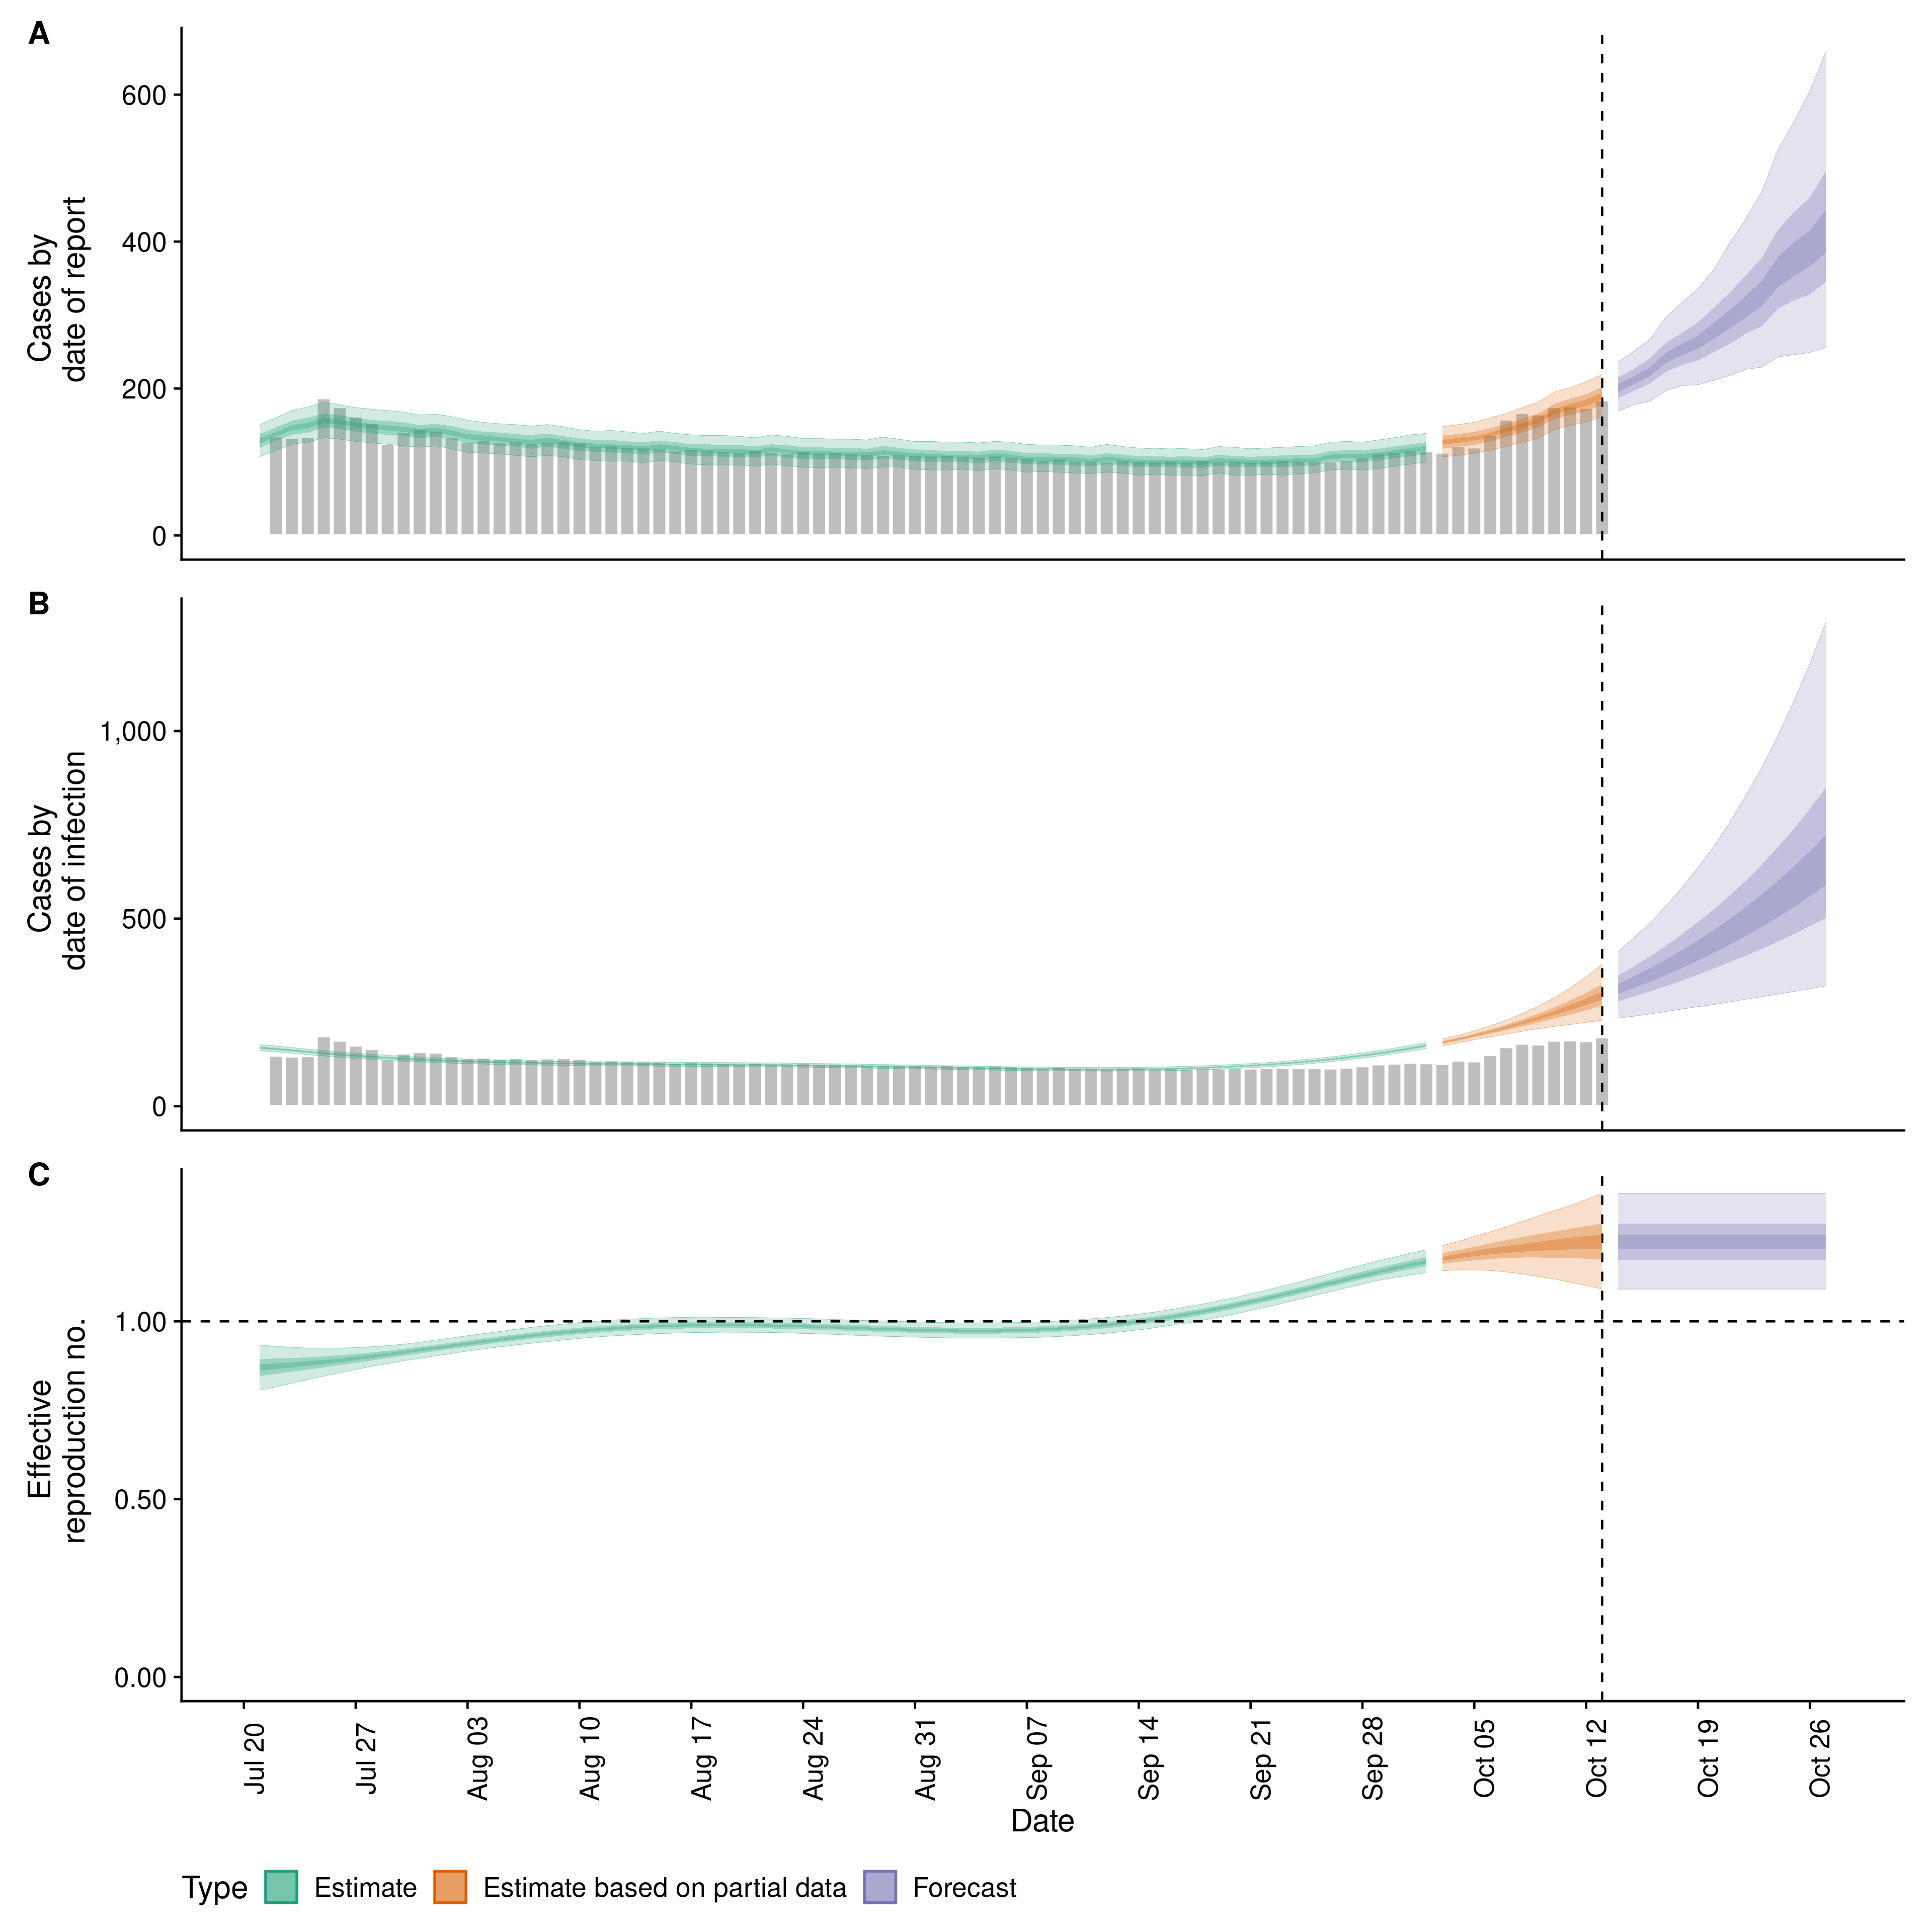 A
Cases by
date of report
600
400
200
0
B
Cases by
date of infection
1,000
500
0
C
Effective
reproduction no.
1.00
0.50
0.00
Jul 20
Jul 27
Aug 03
Aug 10
Aug 17
Aug 24
Aug 31
Sep 07
Sep 14
Sep 21
Sep 28
Oct 05
Oct 12
Oct 19
Oct 26
Date
Type Estimate Estimate based on partial data Forecast